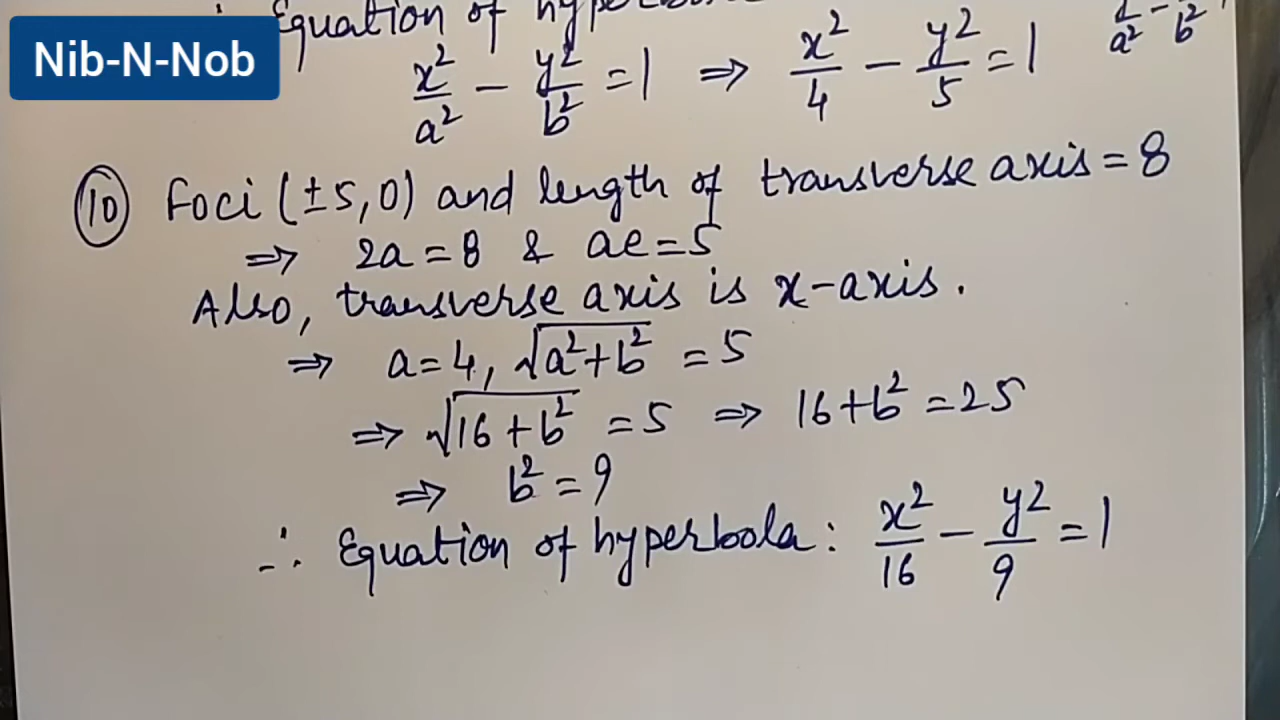 Equation of
Nib-N-Nob
x²/a² - y²/b² = 1 ⇒ x²/4 - y²/5 = 1
(10) Foci (±5,0) and length of transverse axis = 8
⇒ 2a = 8 & ae = 5
Also, transverse axis is x-axis.
⇒ a = 4, √(a²+b²) = 5
⇒ √(16+b²) = 5 ⇒ 16+b² = 25
⇒ b² = 9
∴ Equation of hyperbola: x²/16 - y²/9 = 1